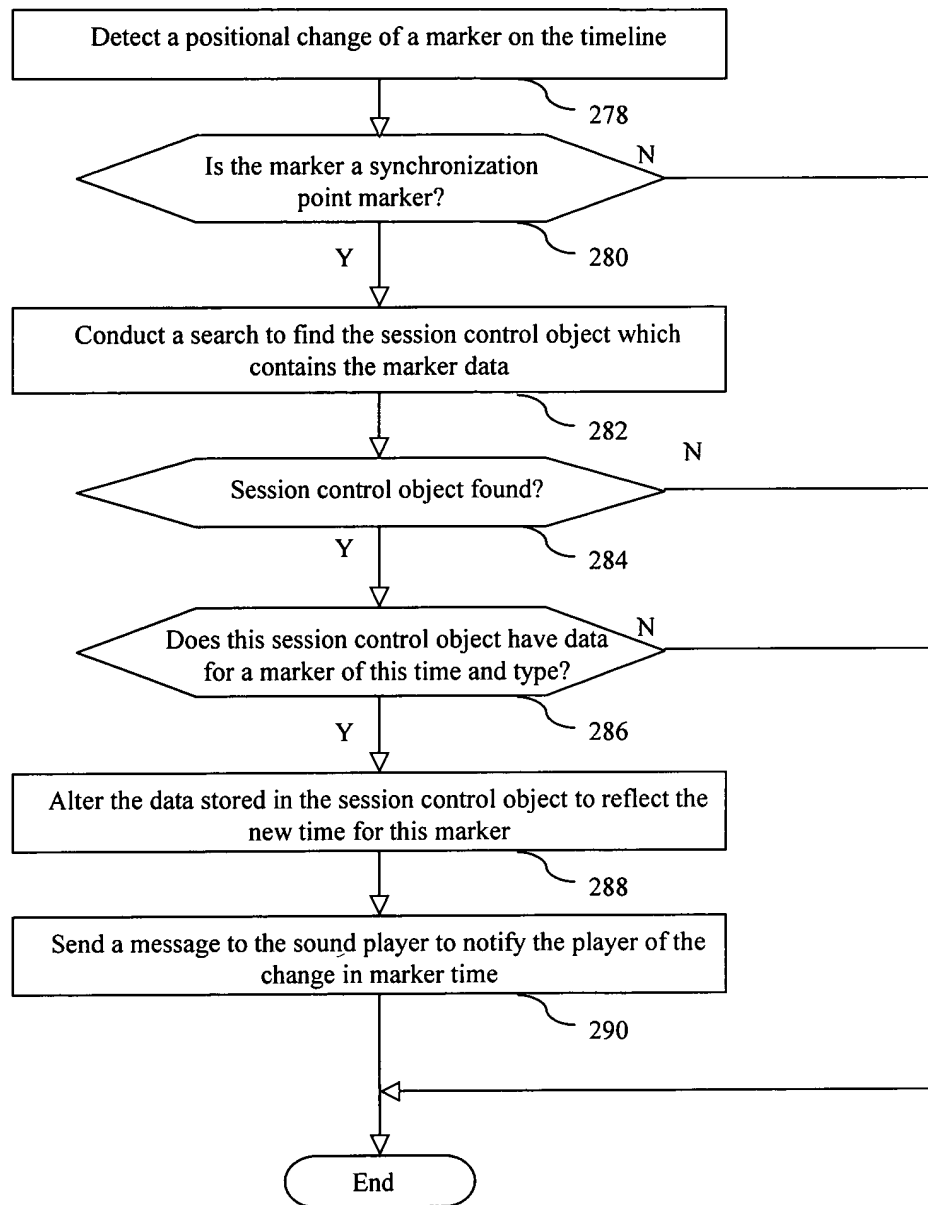 Detect a positional change of a marker on the timeline
278
Is the marker a synchronization
point marker?
N
280
Y
Conduct a search to find the session control object which
contains the marker data
282
N
Session control object found?
Y
284
Does this session control object have data
for a marker of this time and type?
N
286
Y
Alter the data stored in the session control object to reflect the
new time for this marker
288
Send a message to the sound player to notify the player of the
change in marker time
290
End